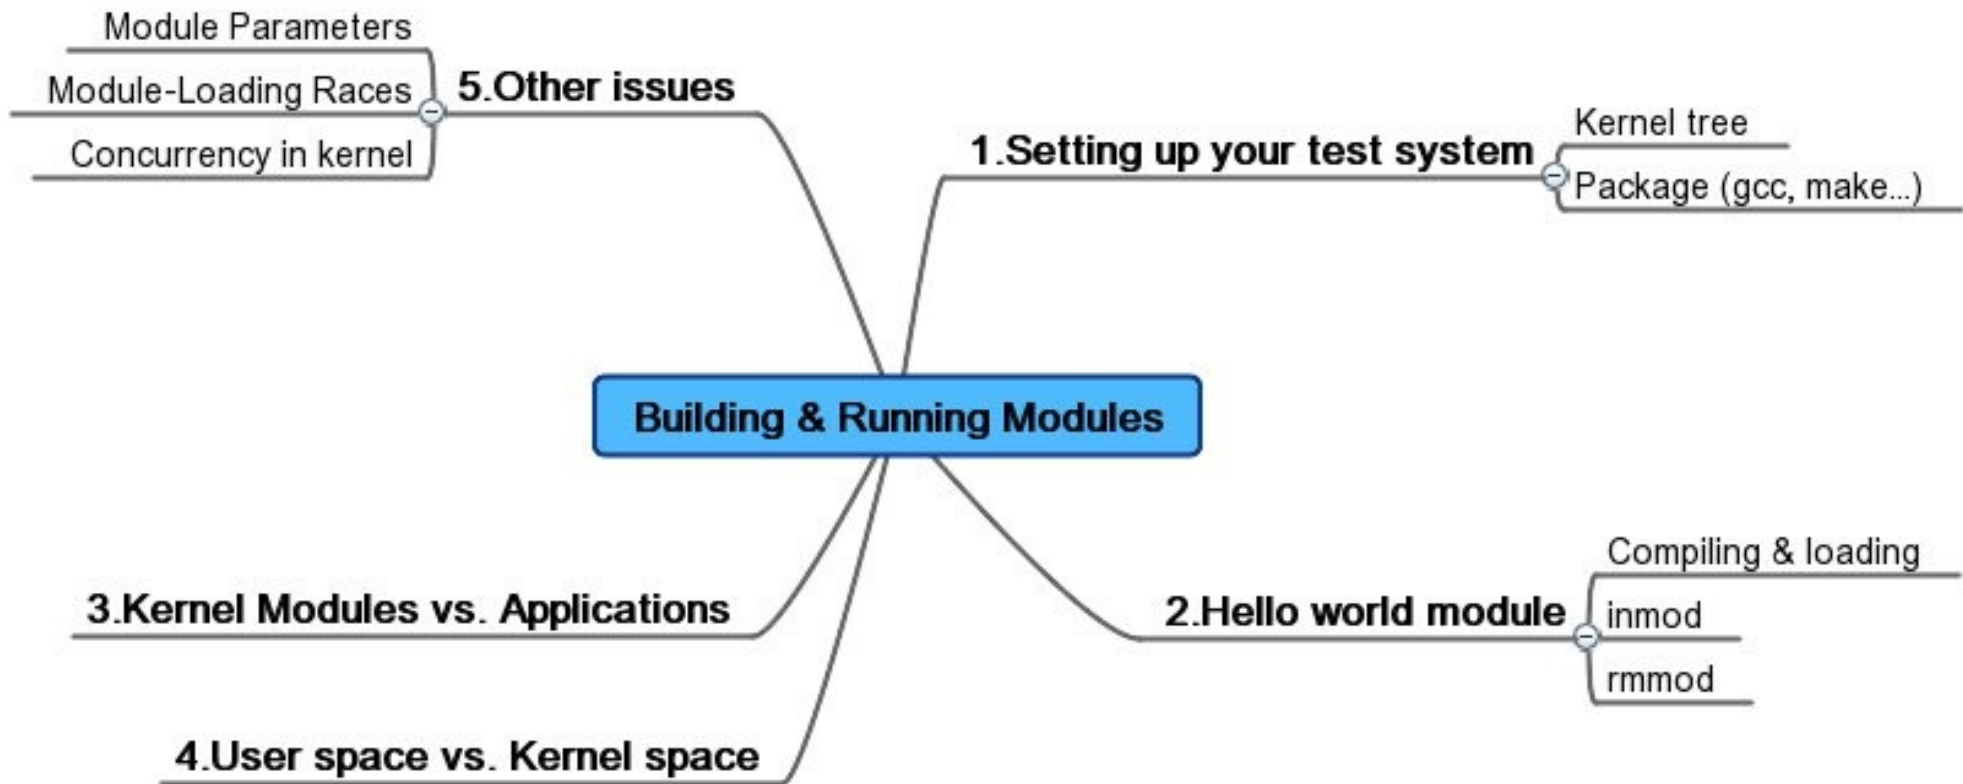 Module Parameters
Module-Loading Races
Concurrency in kernel
5.Other issues
1.Setting up your test system
Kernel tree
Package (gcc, make...)
Building & Running Modules
3.Kernel Modules vs. Applications
4.User space vs. Kernel space
2.Hello world module
Compiling & loading
inmod
rmmod